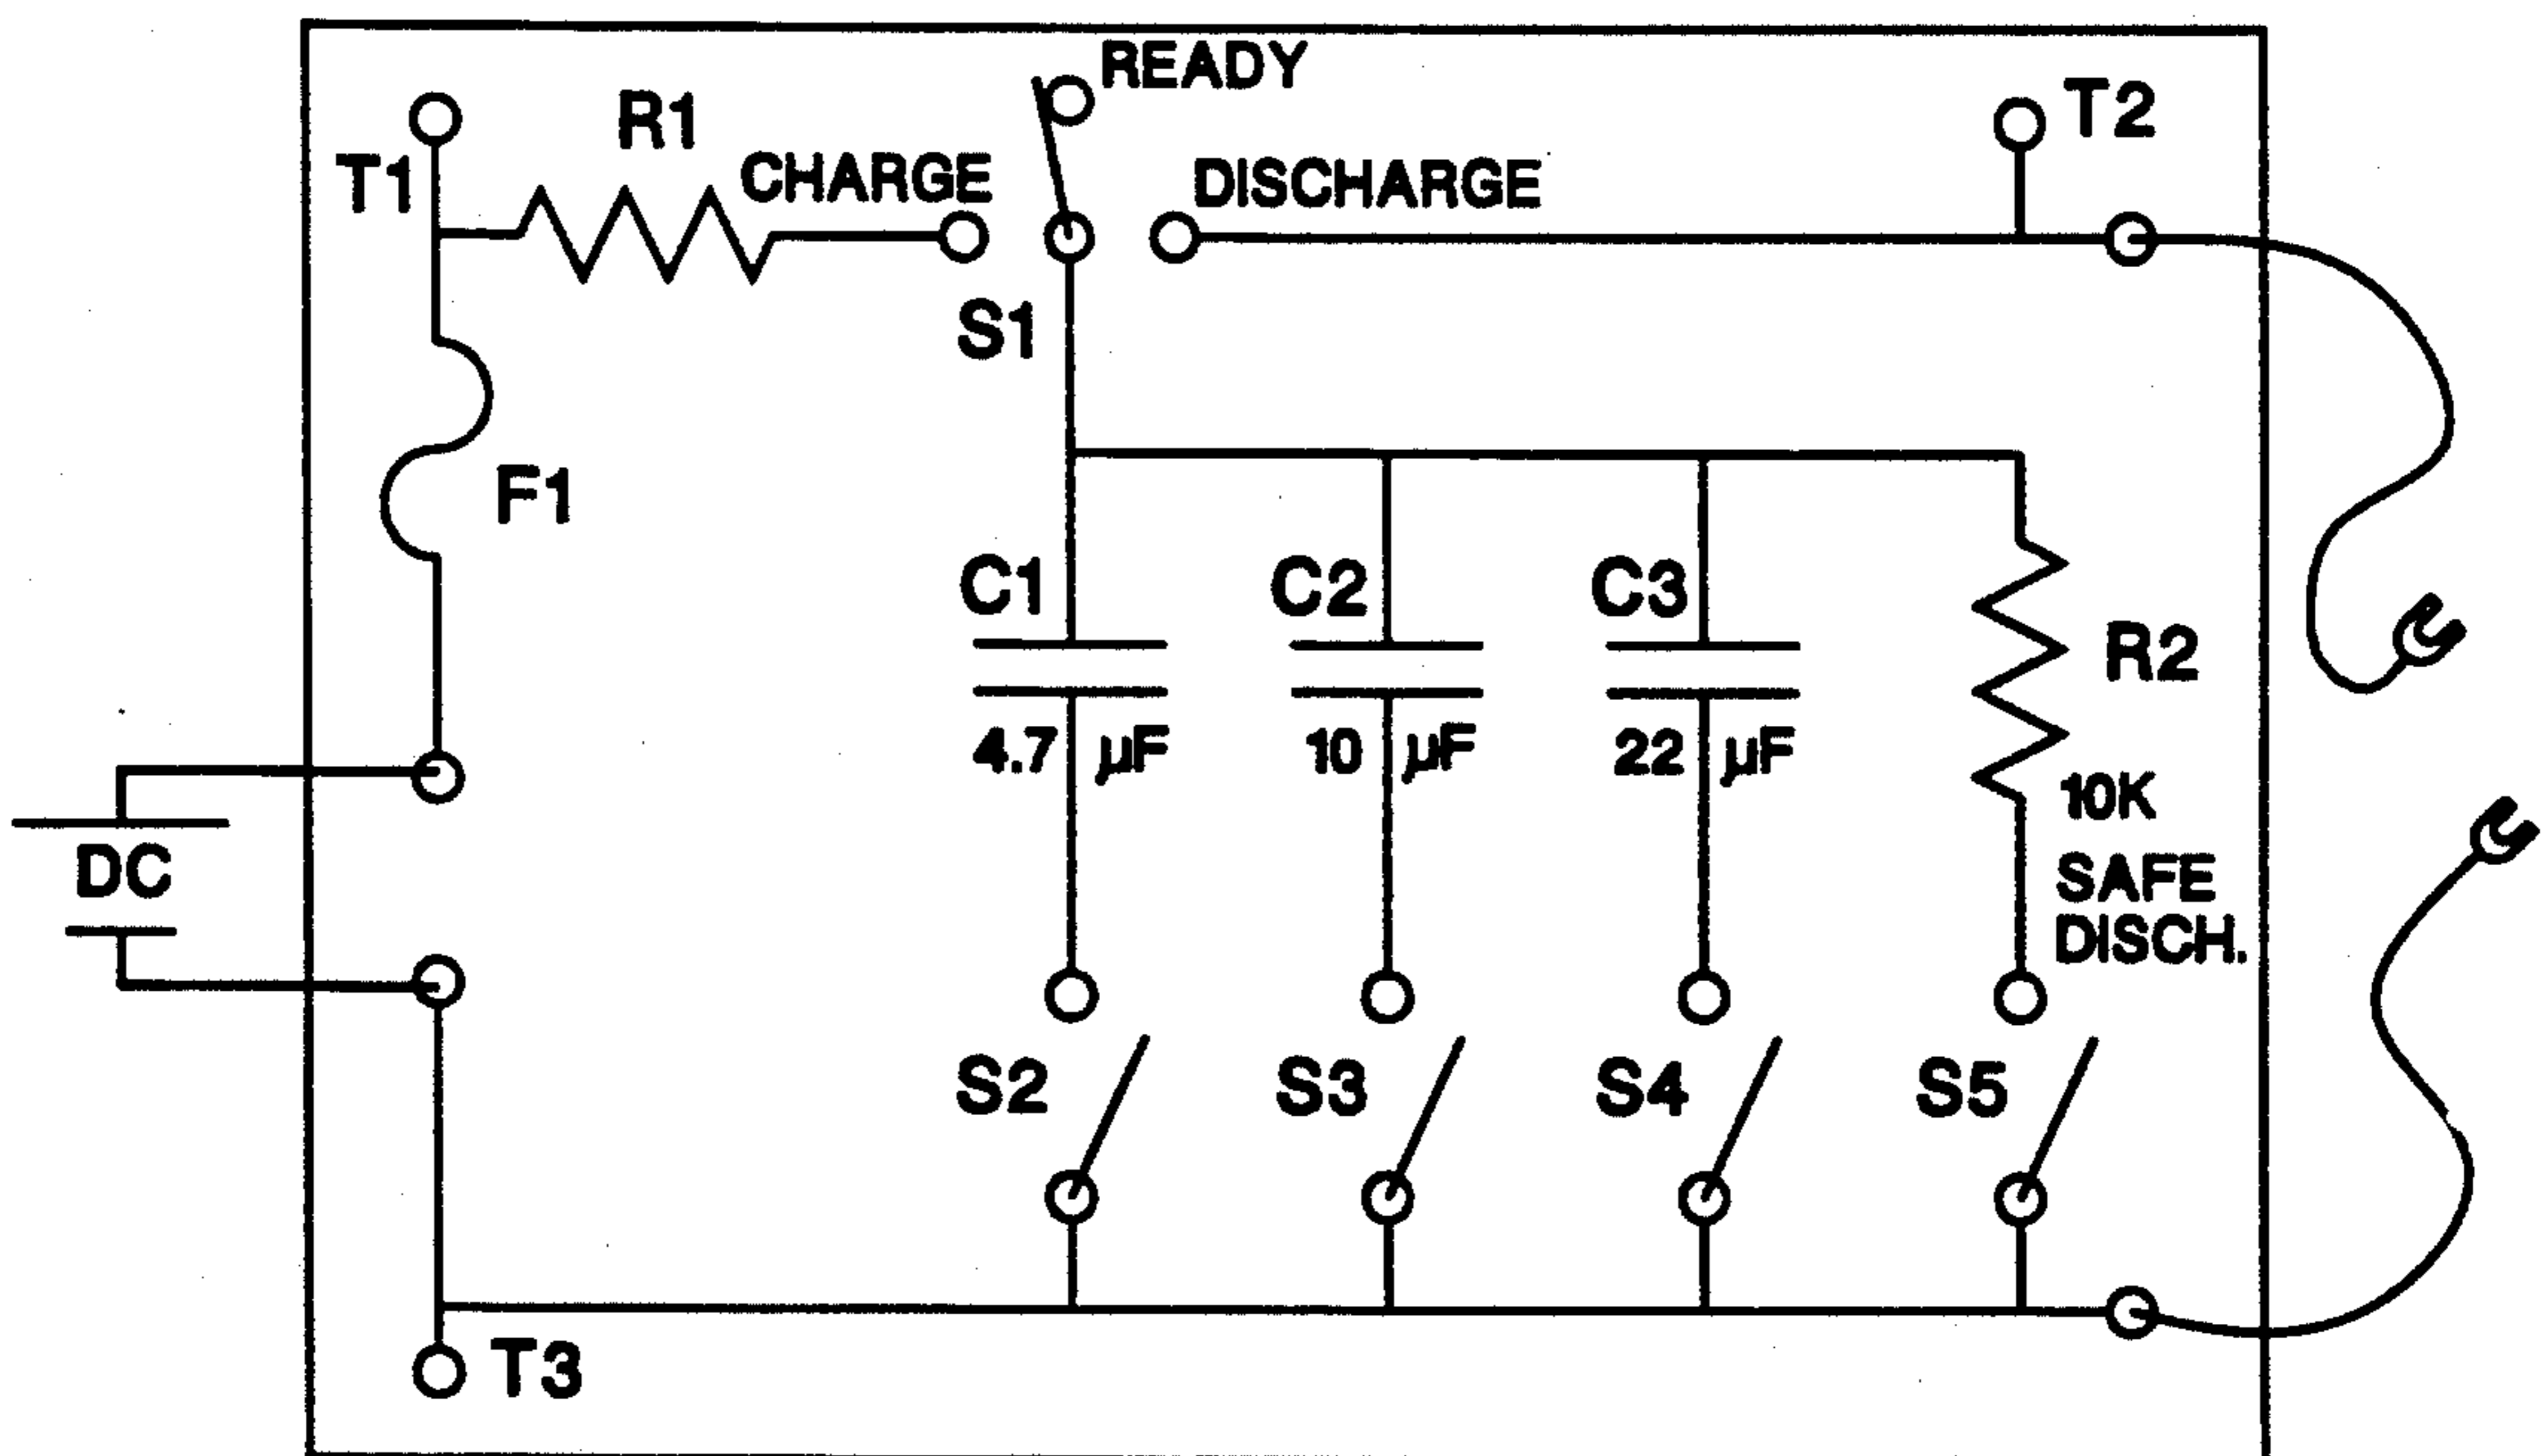 READY
T2
R1
T1
CHARGE
DISCHARGE
S1
F1
C1
C2
C3
R2
4.7 µF
10 µF
22 µF
10K
SAFE
DISCH.
DC
S2
S3
S4
S5
T3